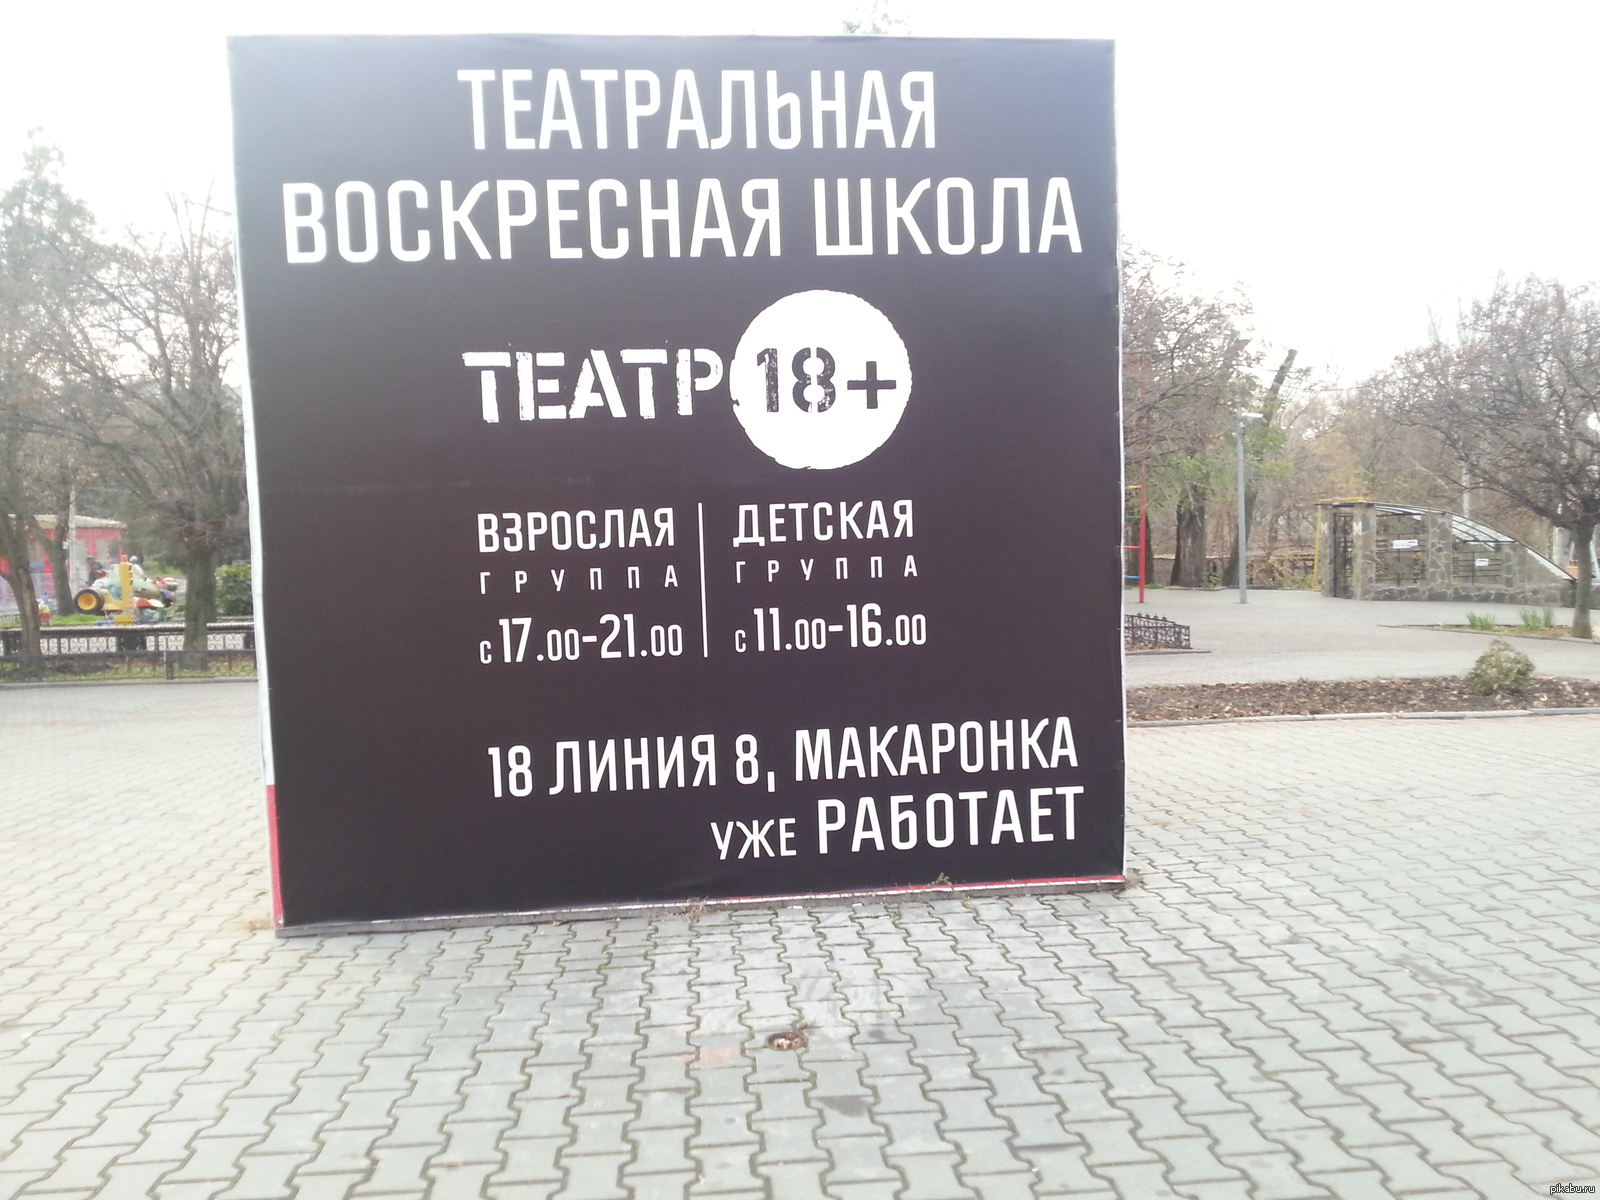 ТЕАТРАЛЬНАЯ
ВОСКРЕСНАЯ ШКОЛА
ТЕАТР 18+
ВЗРОСЛАЯ
ГРУППА
с 17.00-21.00
ДЕТСКАЯ
ГРУППА
с 11.00-16.00
18 ЛИНИЯ 8, МАКАРОНКА
УЖЕ РАБОТАЕТ
pikabu.ru